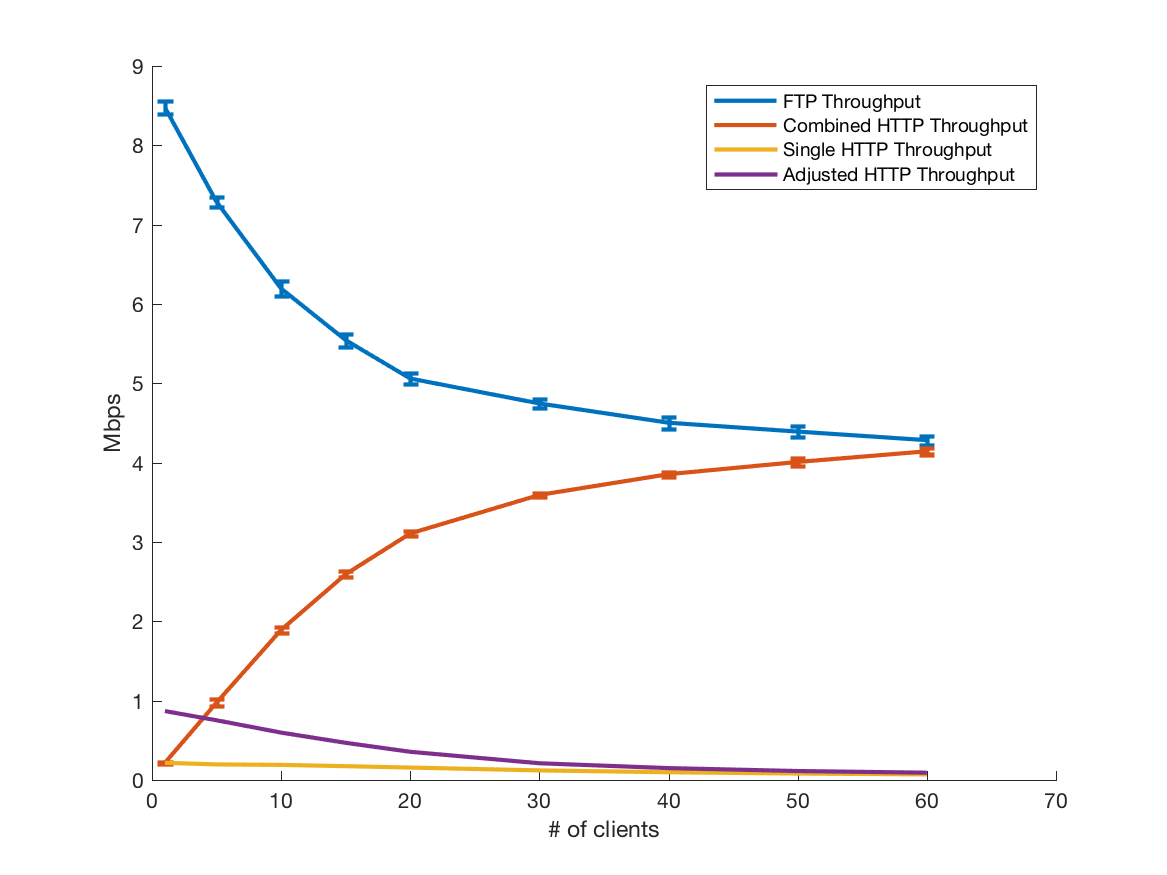 9
8
7
6
5
4
3
2
1
0
Mbps
FTP Throughput
Combined HTTP Throughput
Single HTTP Throughput
Adjusted HTTP Throughput
0 10 20 30 40 50 60 70
# of clients